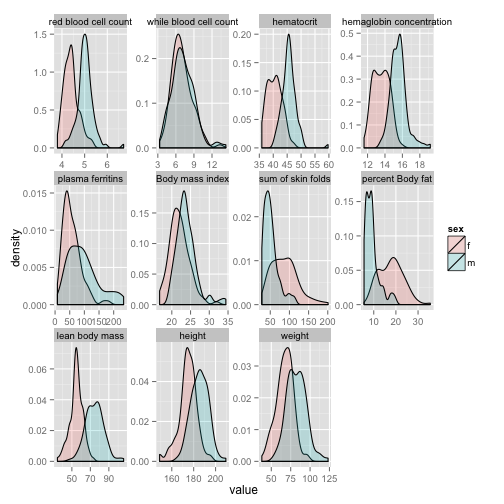 red blood cell count while blood cell count hematocrit hemaglobin concentration
1.5 1.0 0.5 0.0
4 5 6
0.2 0.1 0.0
3 6 9 12
0.20 0.15 0.10 0.05 0.00
35 40 45 50 55 60
0.5 0.4 0.3 0.2 0.1 0.0
12 14 16 18
plasma ferritins Body mass index sum of skin folds percent Body fat
0.015 0.010 0.005 0.000
0 50 100 150 200
0.15 0.10 0.05 0.00
20 25 30 35
0.02 0.01 0.00
50 100 150 200
0.15 0.10 0.05 0.00
10 20 30
lean body mass height weight
0.06 0.04 0.02 0.00
50 70 90
0.04 0.02 0.00
160 180 200
0.03 0.02 0.01 0.00
50 75 100 125
density
value
sex
f
m